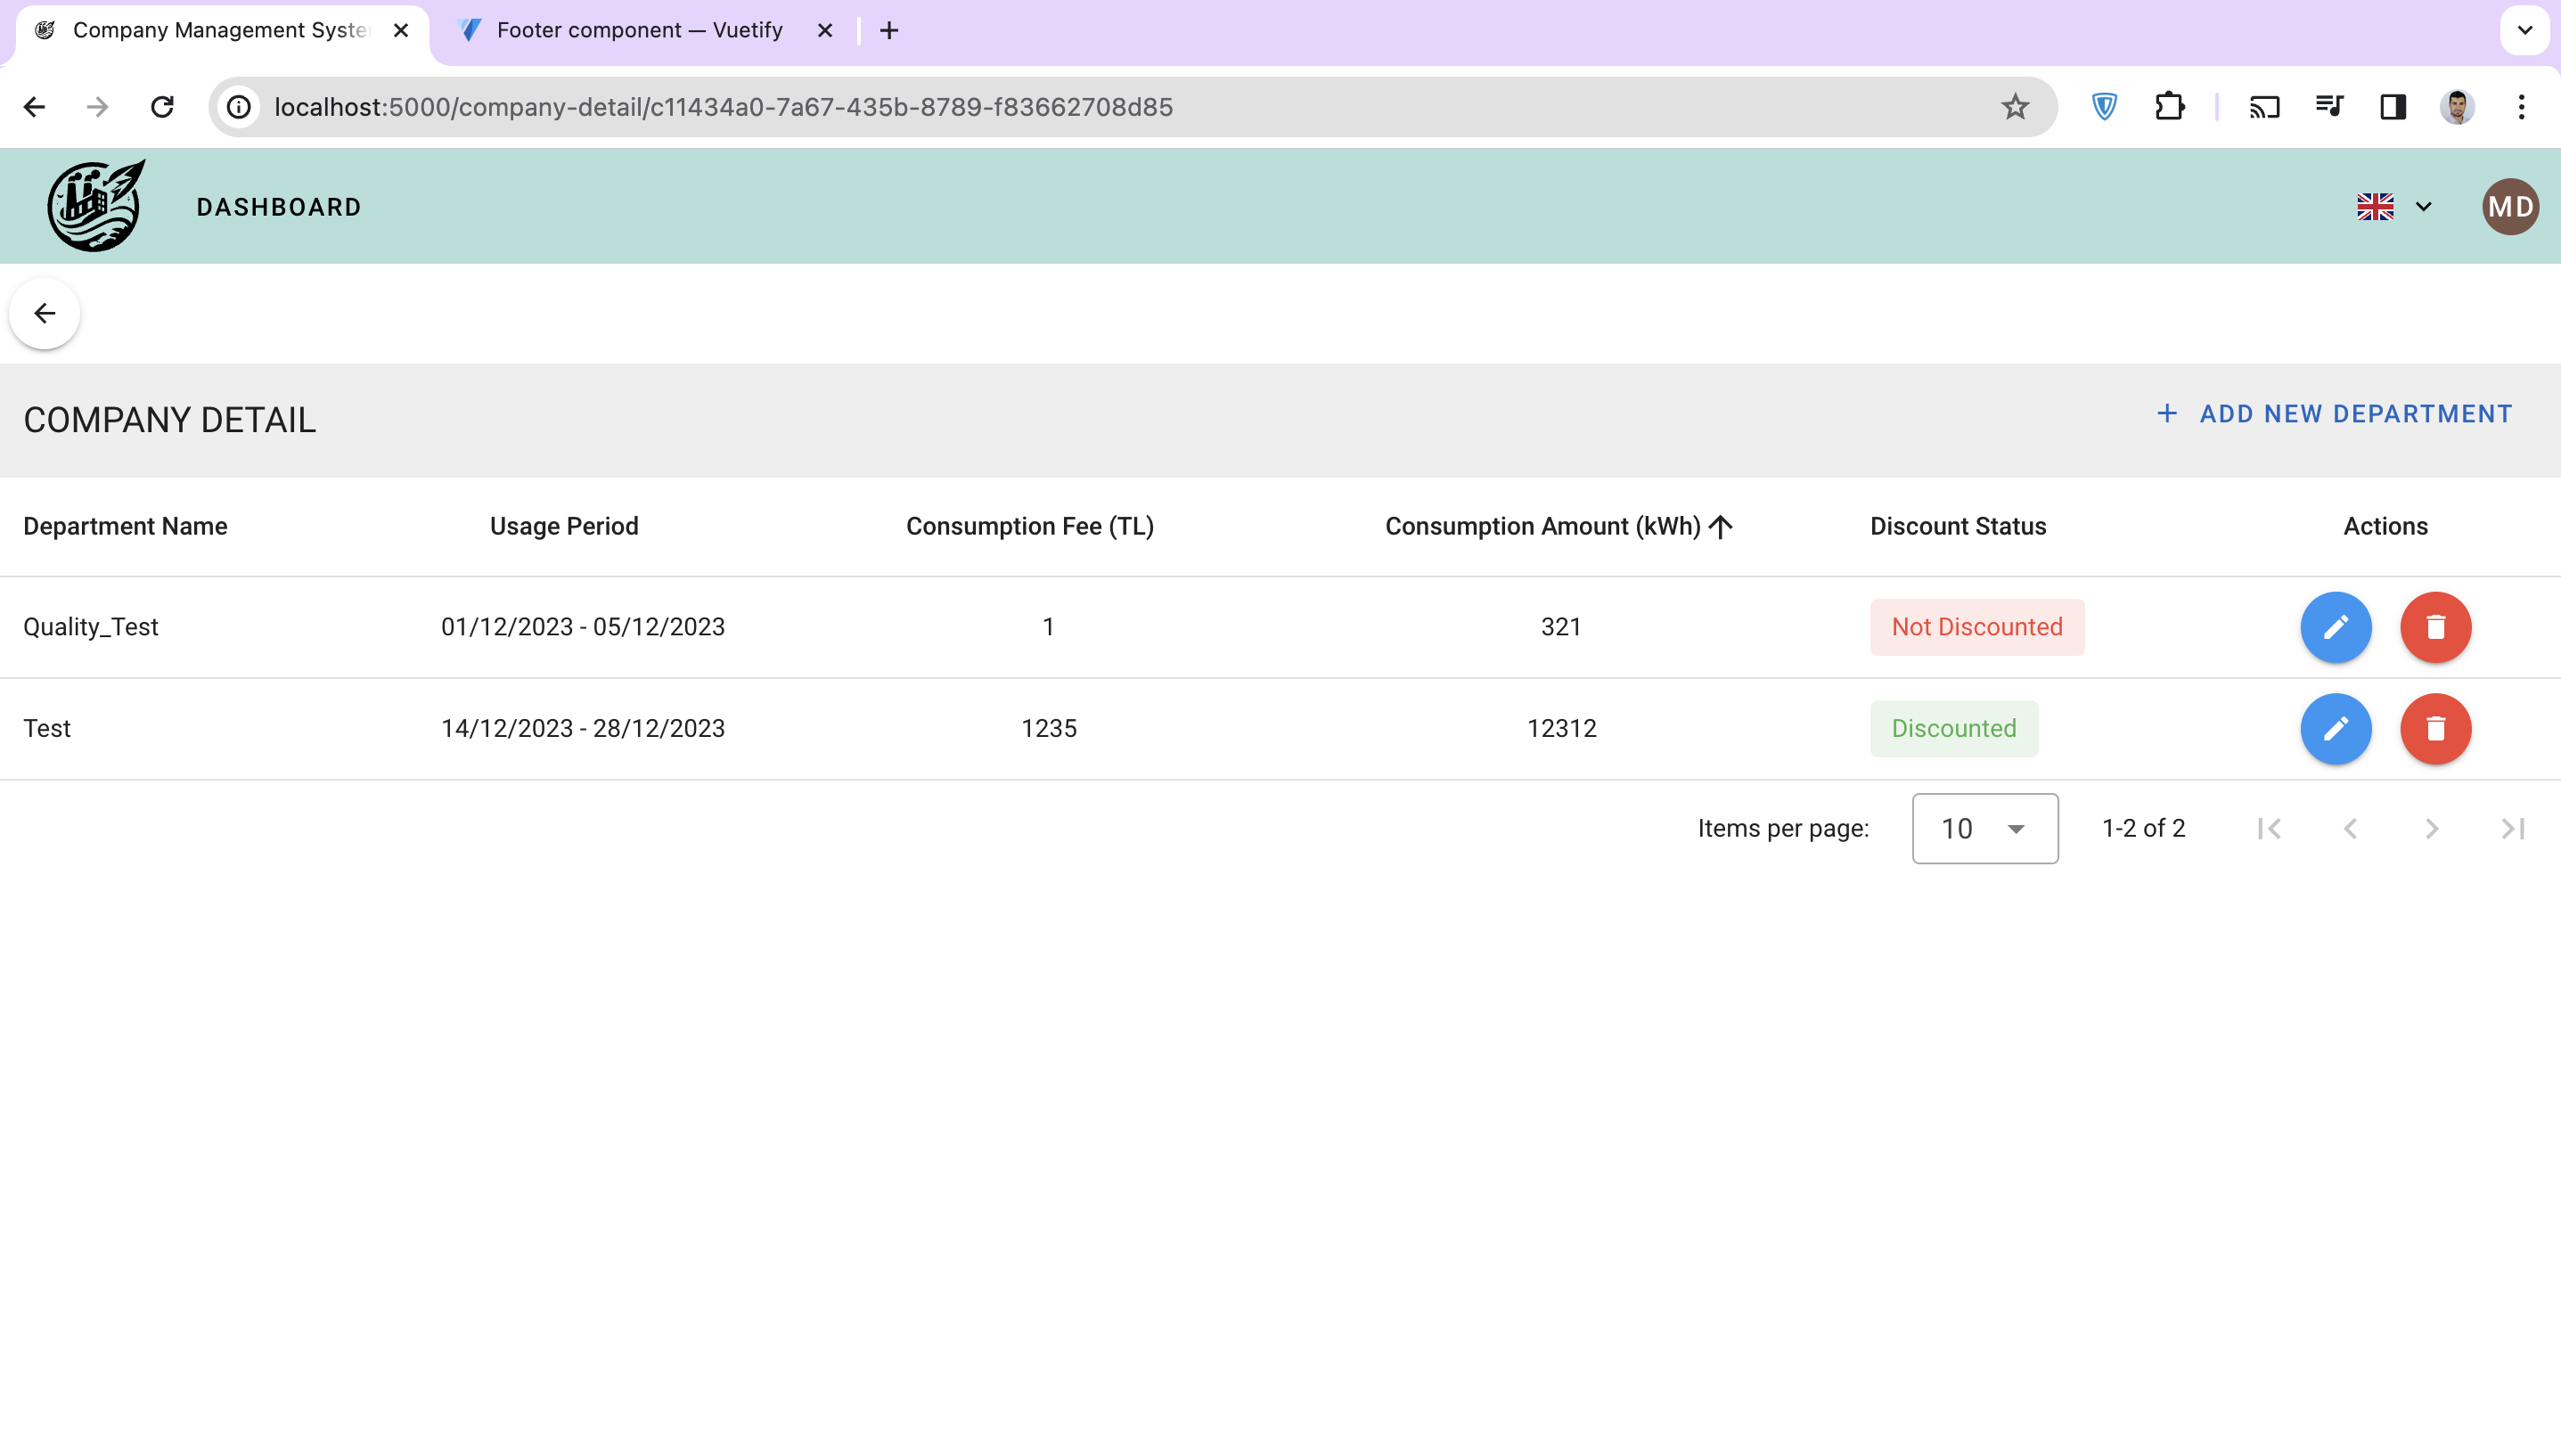 Company Management Syste
Footer component — Vuetify
localhost:5000/company-detail/c11434a0-7a67-435b-8789-f83662708d85
DASHBOARD
MD
COMPANY DETAIL
+ ADD NEW DEPARTMENT
Department Name Usage Period Consumption Fee (TL) Consumption Amount (kWh) Discount Status Actions
Quality_Test 01/12/2023 - 05/12/2023 1 321 Not Discounted
Test 14/12/2023 - 28/12/2023 1235 12312 Discounted
Items per page: 10 1-2 of 2